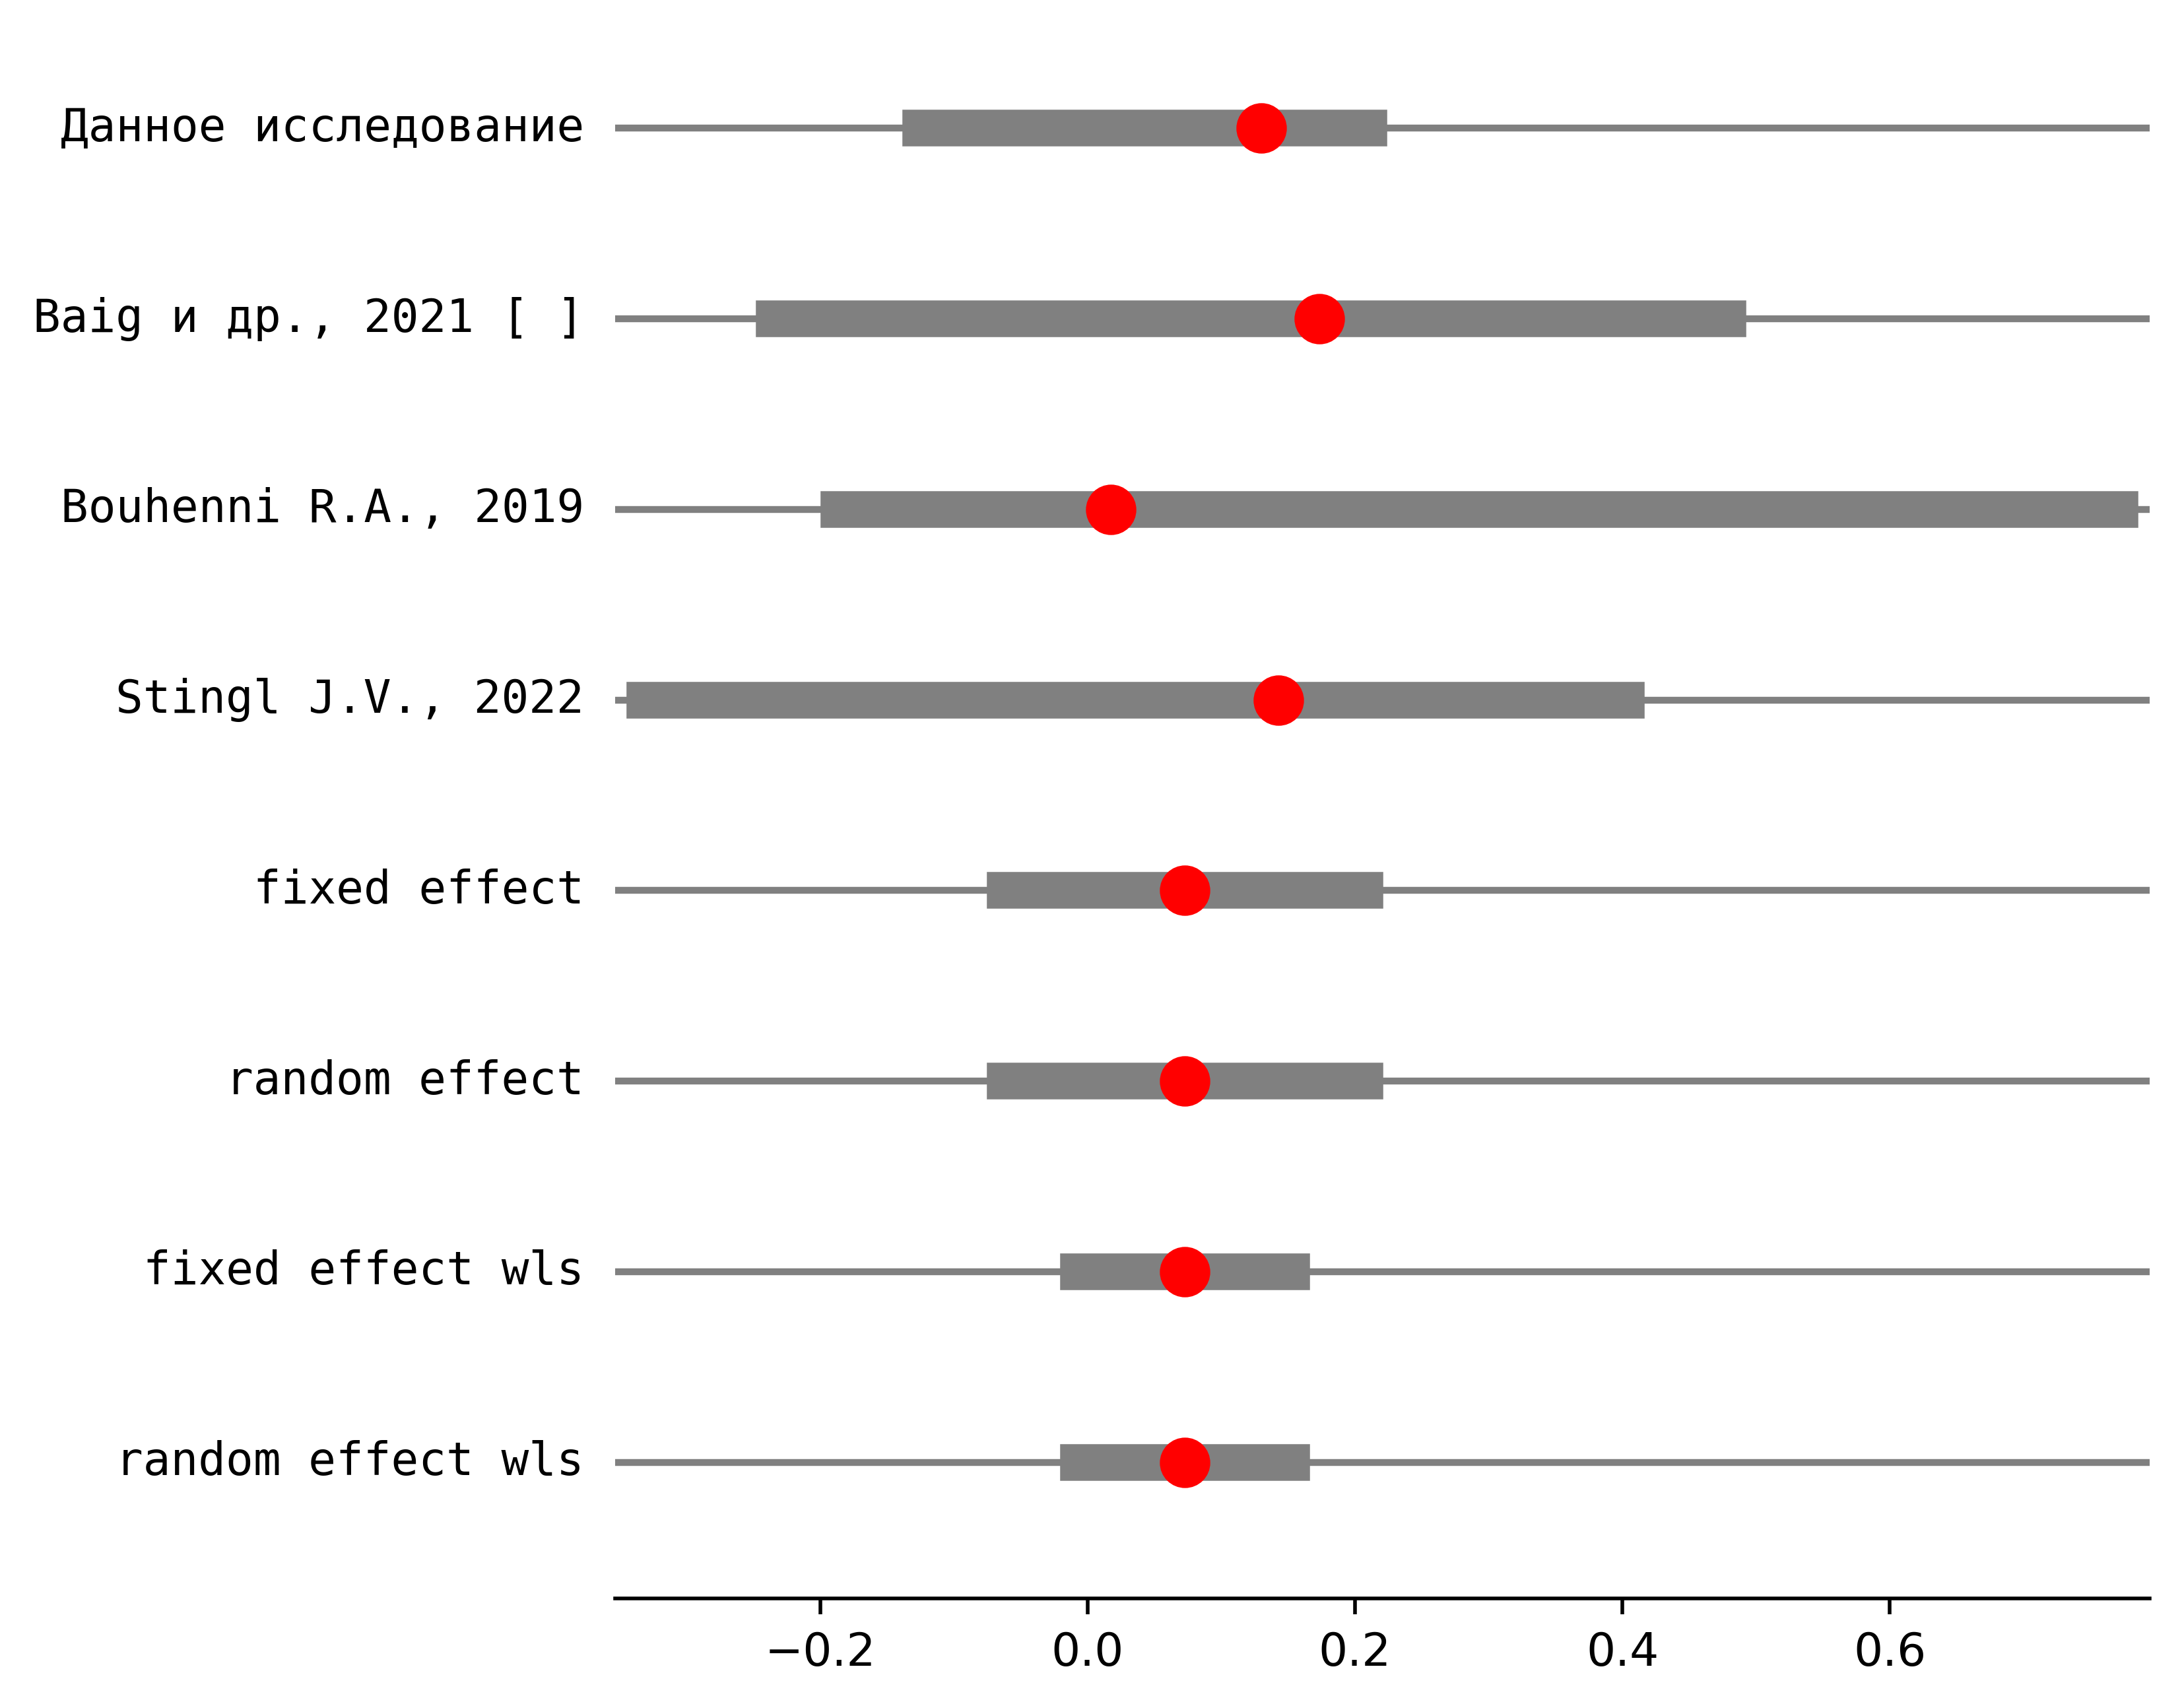 Данное исследование
Baig и др., 2021 [ ]
Bouhenni R.A., 2019
Stingl J.V., 2022
fixed effect
random effect
fixed effect wls
random effect wls
−0.2 0.0 0.2 0.4 0.6